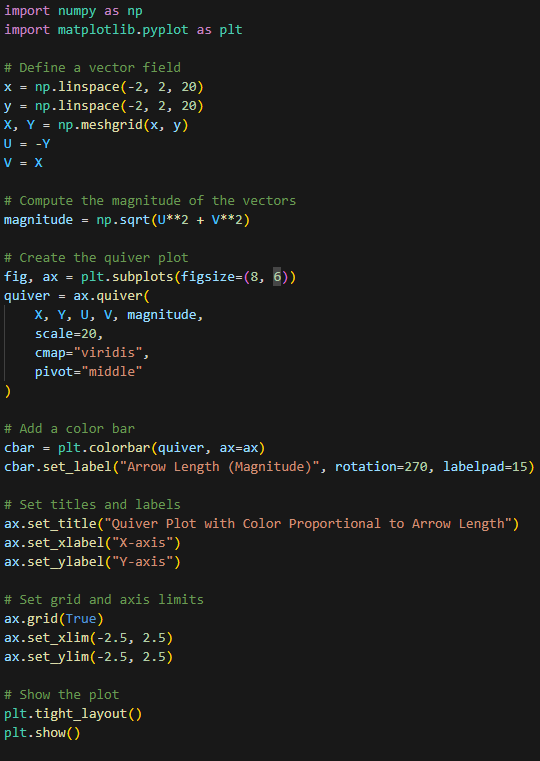 import numpy as np
import matplotlib.pyplot as plt

# Define a vector field
x = np.linspace(-2, 2, 20)
y = np.linspace(-2, 2, 20)
X, Y = np.meshgrid(x, y)
U = -Y
V = X

# Compute the magnitude of the vectors
magnitude = np.sqrt(U**2 + V**2)

# Create the quiver plot
fig, ax = plt.subplots(figsize=(8, 6))
quiver = ax.quiver(
    X, Y, U, V, magnitude,
    scale=20,
    cmap="viridis",
    pivot="middle"
)

# Add a color bar
cbar = plt.colorbar(quiver, ax=ax)
cbar.set_label("Arrow Length (Magnitude)", rotation=270, labelpad=15)

# Set titles and labels
ax.set_title("Quiver Plot with Color Proportional to Arrow Length")
ax.set_xlabel("X-axis")
ax.set_ylabel("Y-axis")

# Set grid and axis limits
ax.grid(True)
ax.set_xlim(-2.5, 2.5)
ax.set_ylim(-2.5, 2.5)

# Show the plot
plt.tight_layout()
plt.show()